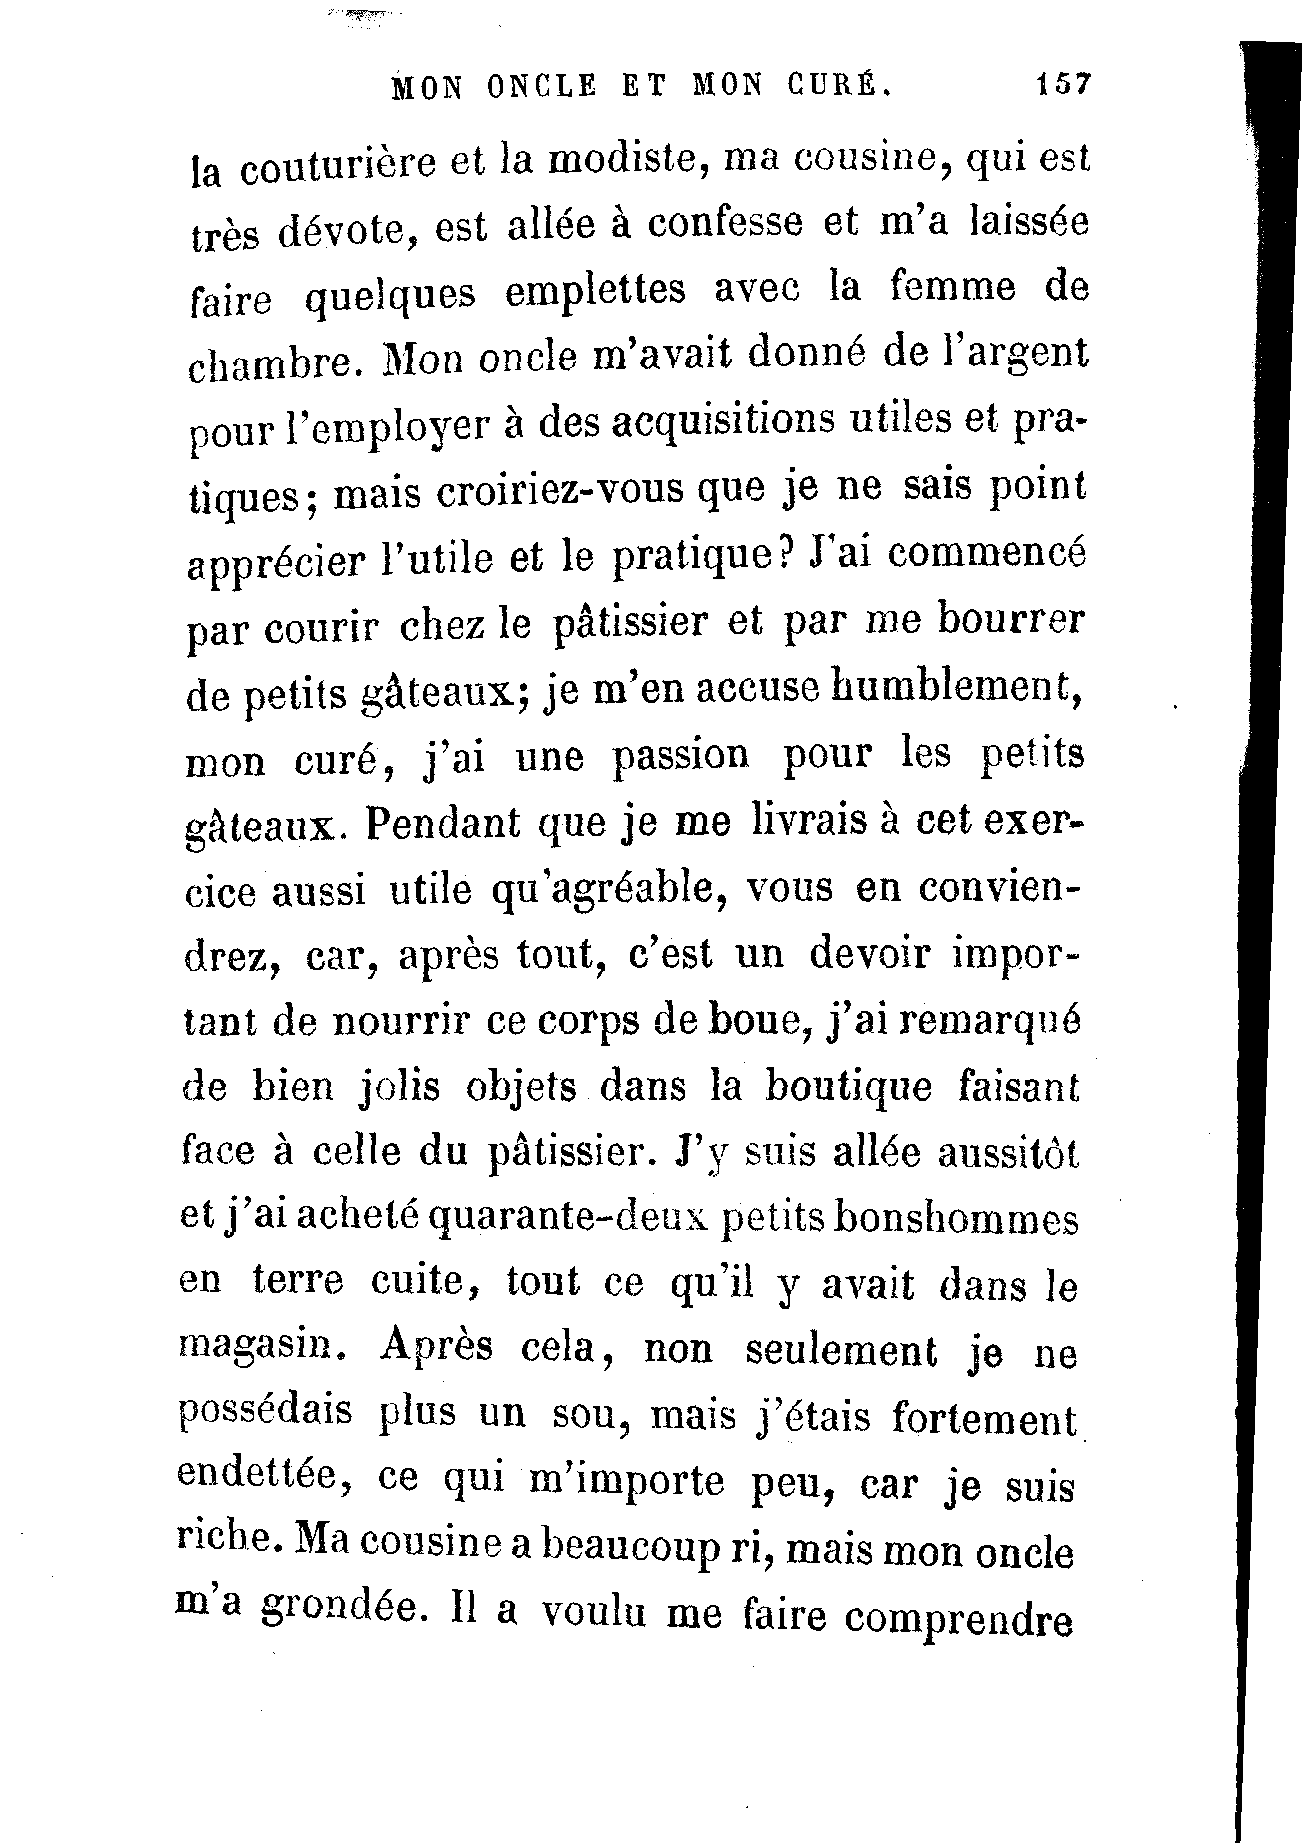 MON ONCLE ET MON CURÉ. 157
la couturière et la modiste, ma cousine, qui est
très dévote, est allée à confesse et m'a laissée
faire quelques emplettes avec la femme de
chambre. Mon oncle m'avait donné de l'argent
pour l'employer à des acquisitions utiles et pra-
tiques; mais croiriez-vous que je ne sais point
apprécier l'utile et le pratique? J'ai commencé
par courir chez le pâtissier et par me bourrer
de petits gâteaux; je m'en accuse humblement,
mon curé, j'ai une passion pour les petits
gâteaux. Pendant que je me livrais à cet exer-
cice aussi utile qu'agréable, vous en convien-
drez, car, après tout, c'est un devoir impor-
tant de nourrir ce corps de boue, j'ai remarqué
de bien jolis objets dans la boutique faisant
face à celle du pâtissier. J'y suis allée aussitôt
et j'ai acheté quarante-deux petits bonshommes
en terre cuite, tout ce qu'il y avait dans le
magasin. Après cela, non seulement je ne
possédais plus un sou, mais j'étais fortement
endettée, ce qui m'importe peu, car je suis
riche. Ma cousine a beaucoup ri, mais mon oncle
m'a grondée. Il a voulu me faire comprendre